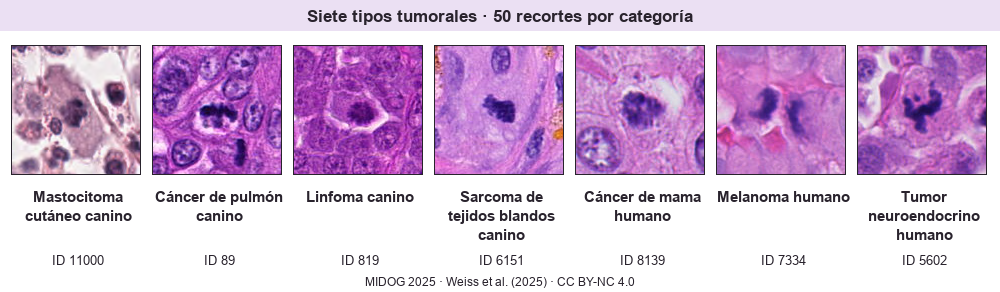 Siete tipos tumorales · 50 recortes por categoría
Mastocitoma
cutáneo canino
Cáncer de pulmón
canino
Linfoma canino
Sarcoma de
tejidos blandos
canino
Cáncer de mama
humano
Melanoma humano
Tumor
neuroendocrino
humano
ID 11000
ID 89
ID 819
ID 6151
ID 8139
ID 7334
ID 5602
MIDOG 2025 · Weiss et al. (2025) · CC BY-NC 4.0